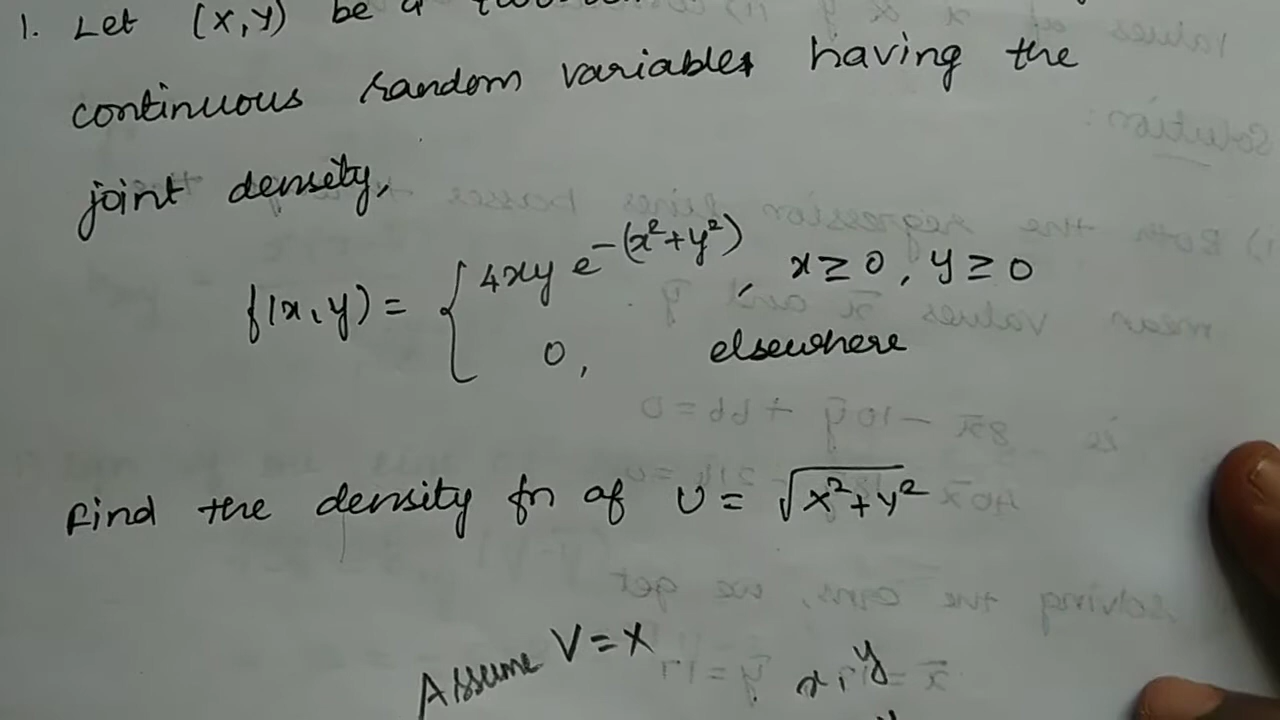 1. Let (X,Y) be a
continuous random variables having the
joint density,
f(x,y) = { 4xy e^-(x²+y²), x ≥ 0, y ≥ 0
0, elsewhere
Find the density fn of U = √x²+y²
Assume V = X
x, y